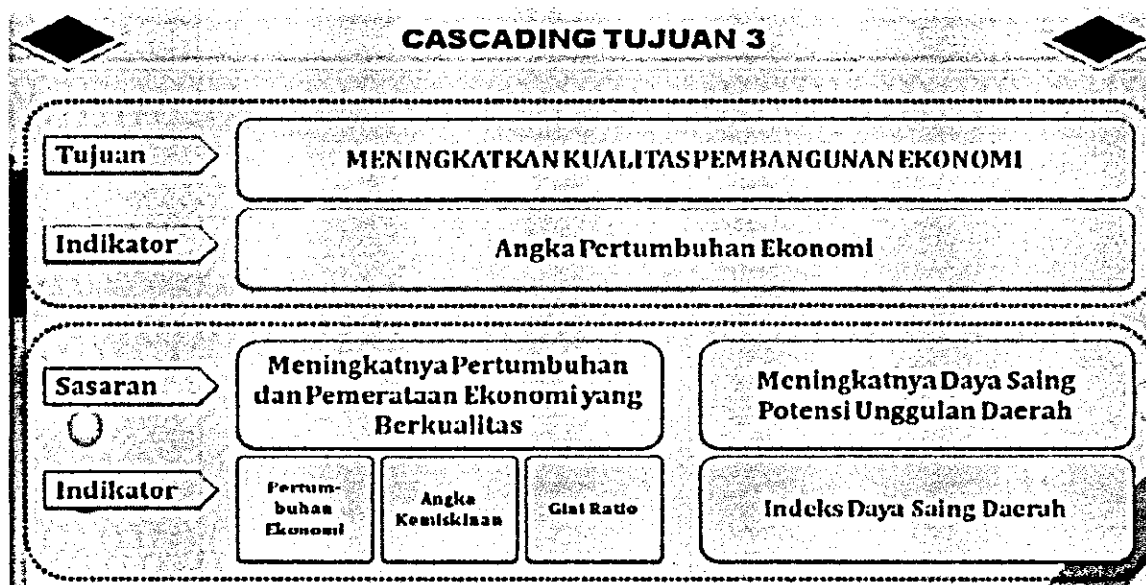 CASCADING TUJUAN 3
Tujuan
MENINGKATKAN KUALITAS PEMBANGUNAN EKONOMI
Indikator
Angka Pertumbuhan Ekonomi
Sasaran
Meningkatnya Pertumbuhan
dan Pemerataan Ekonomi yang
Berkualitas
Meningkatnya Daya Saing
Potensi Unggulan Daerah
Indikator
Pertum-
buhan
Ekonomi
Angka
Kemiskinan
Gini Ratio
Indeks Daya Saing Daerah